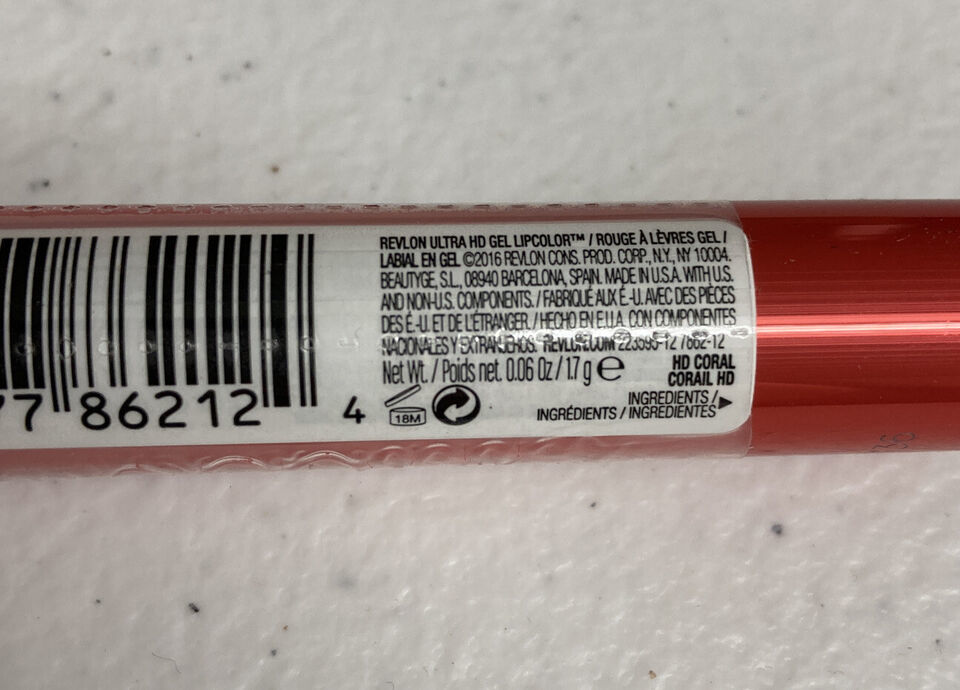 REVLON ULTRA HD GEL LIPCOLOR™ / ROUGE À LÈVRES GEL /
LABIAL EN GEL ©2016 REVLON CONS. PROD. CORP., N.Y., NY 10004.
BEAUTYGE, S.L., 08940 BARCELONA, SPAIN. MADE IN U.S.A. WITH U.S.
AND NON-U.S. COMPONENTS. / FABRIQUÉ AUX É.-U. AVEC DES PIÈCES
DES É.-U. ET DE L'ÉTRANGER. / HECHO EN E.U.A. CON COMPONENTES
NACIONALES Y EXTRANJEROS. REVLON.COM 7862-12
Net Wt. / Poids net. 0.06 Oz / 1.7 g e
HD CORAL
CORAIL HD
INGREDIENTS /
INGRÉDIENTS / INGREDIENTES
18M
77 86212 4